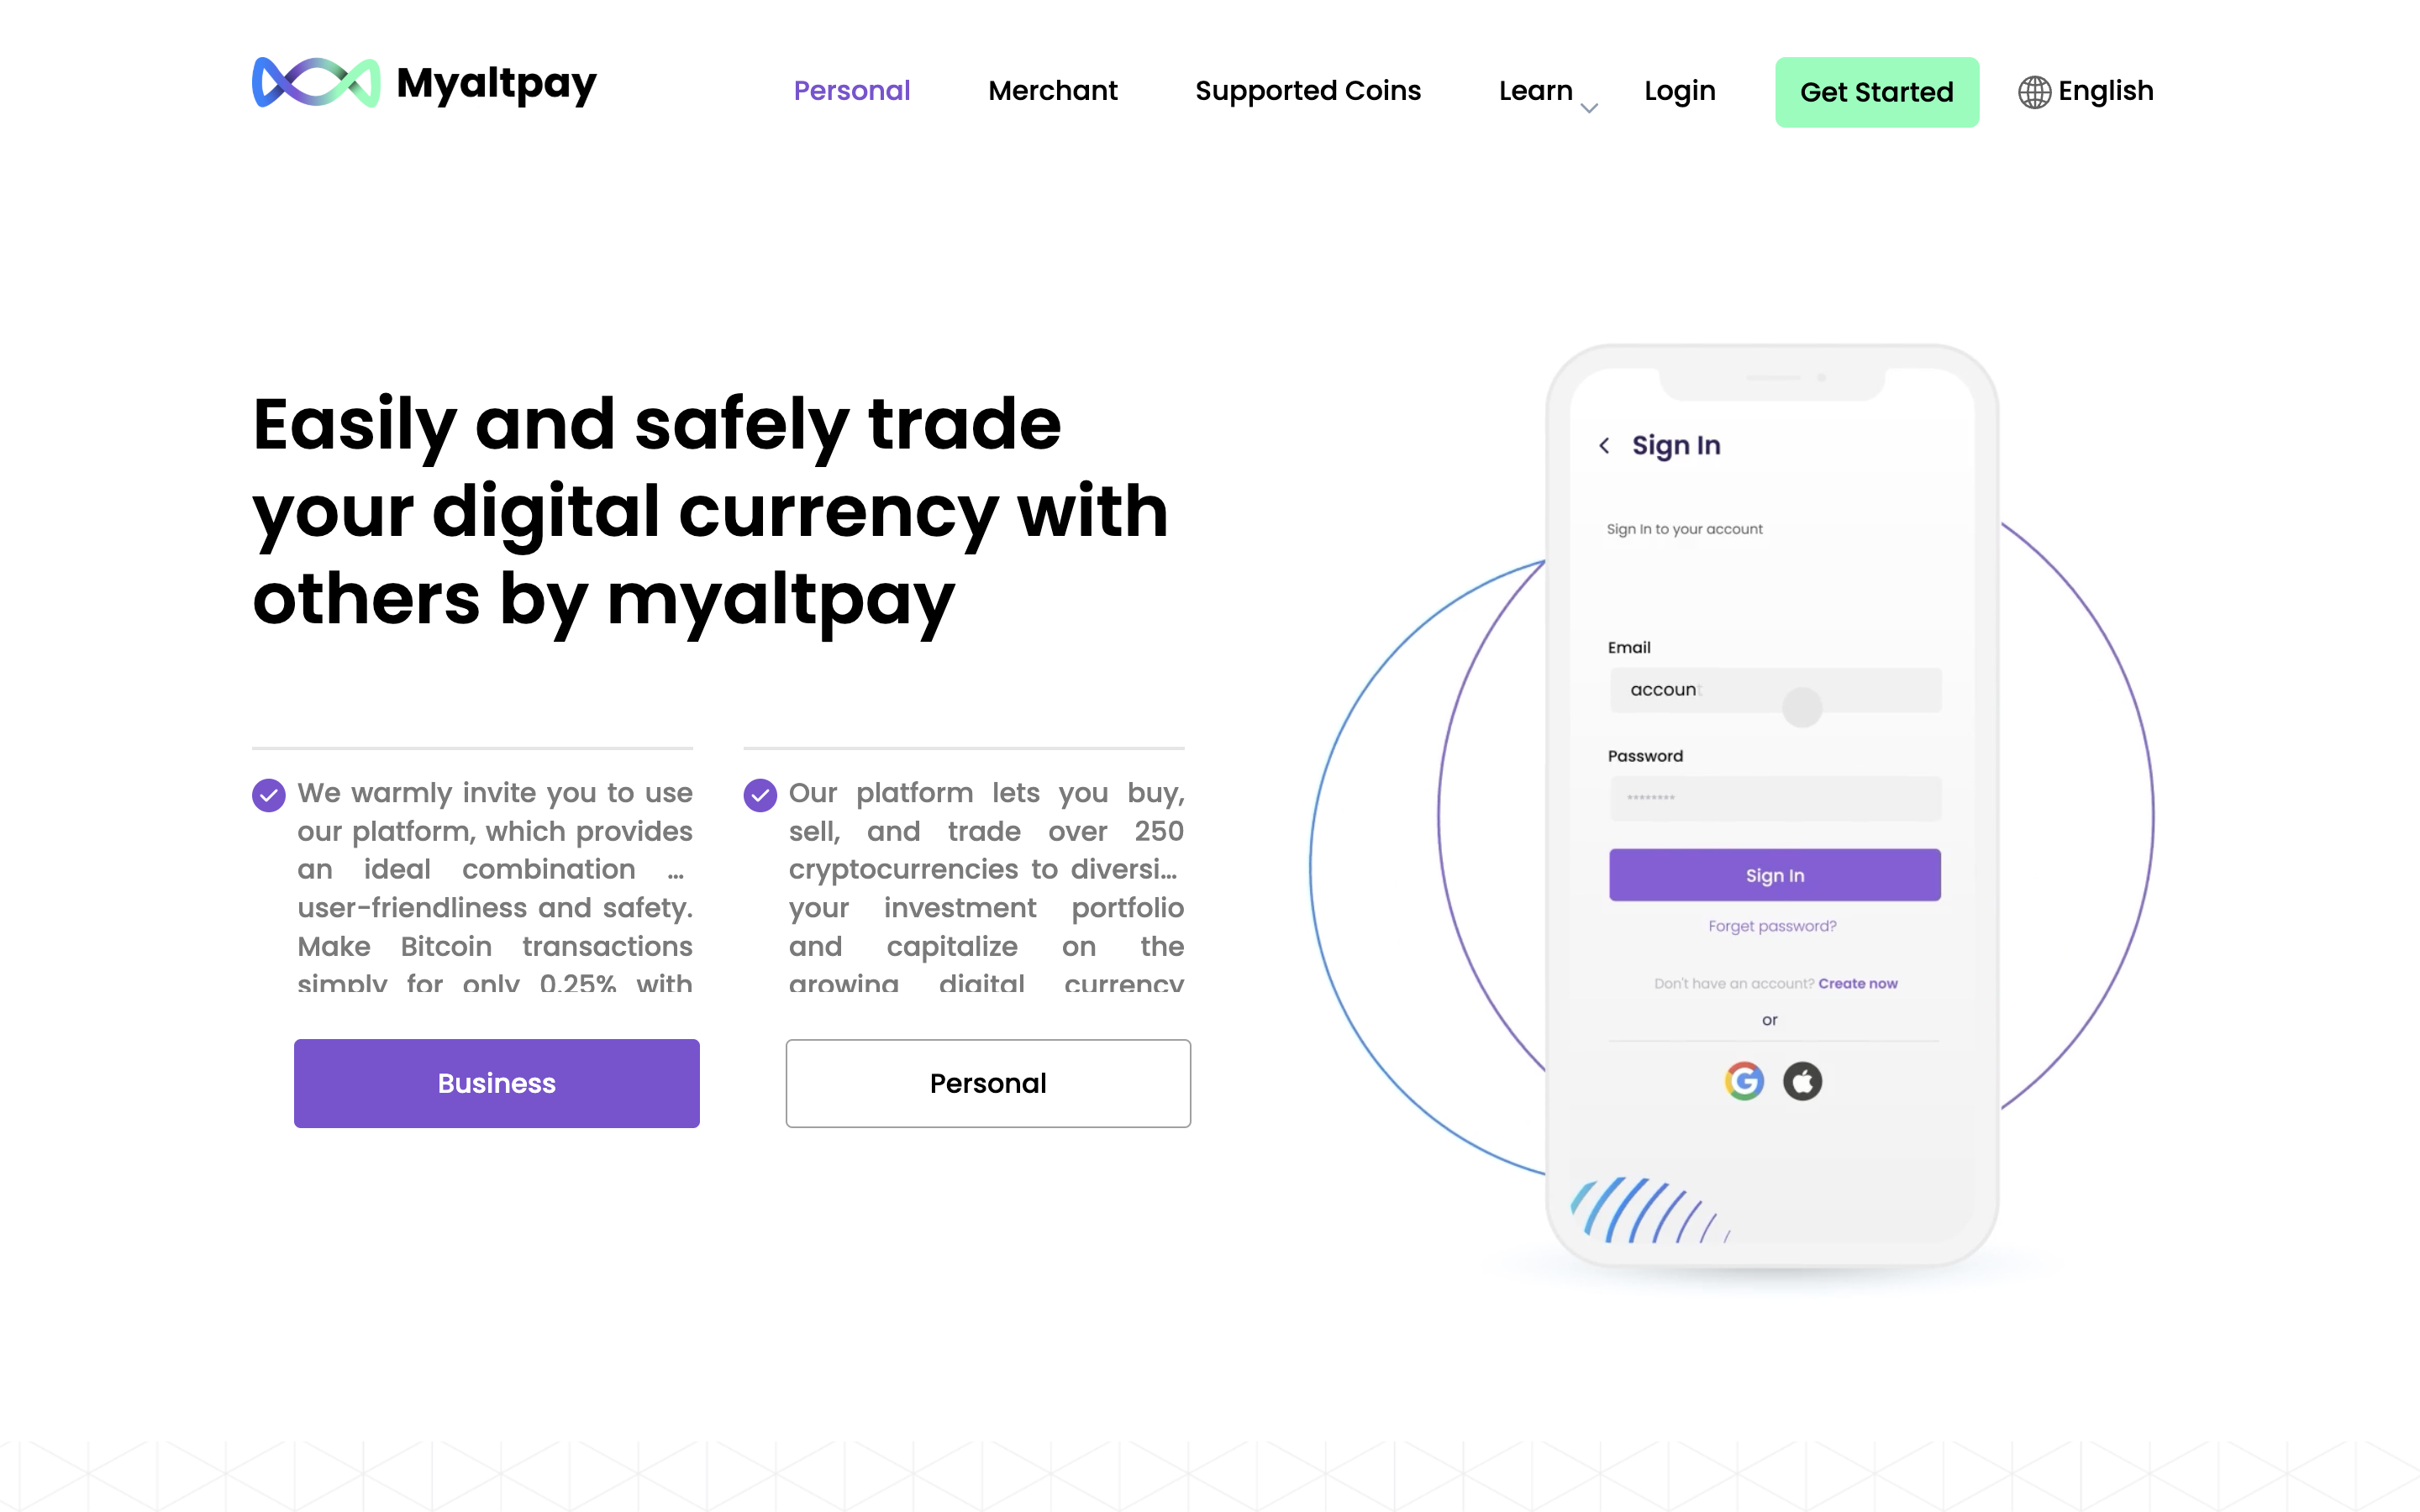 Myaltpay
Personal
Merchant
Supported Coins
Learn
Login
Get Started
English
Easily and safely trade
your digital currency with
others by myaltpay
We warmly invite you to use
our platform, which provides
an ideal combination ...
user-friendliness and safety.
Make Bitcoin transactions
simply for only 0.25% with
Business
Our platform lets you buy,
sell, and trade over 250
cryptocurrencies to diversi...
your investment portfolio
and capitalize on the
growing digital currency
Personal
Sign In
Sign In to your account
Email
account
Password
********
Sign In
Forget password?
Don't have an account? Create now
or